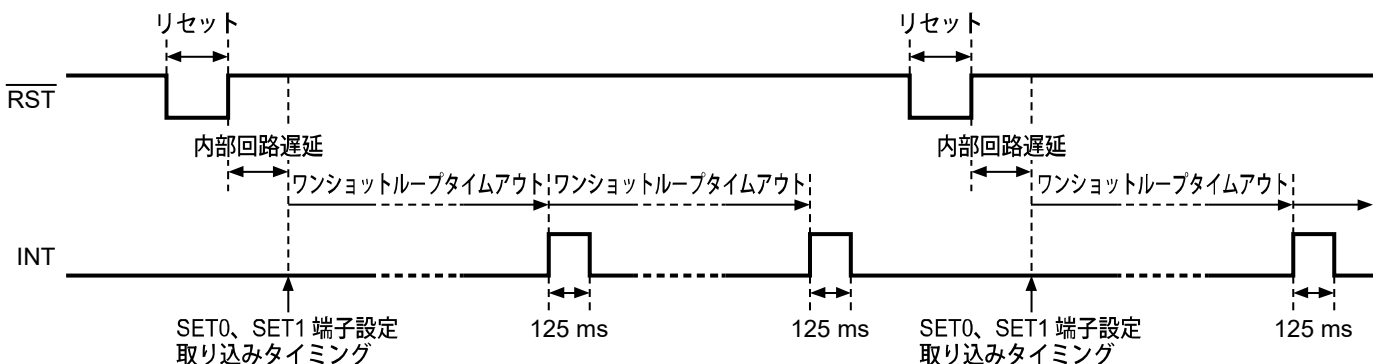 リセット
リセット
RST
内部回路遅延
内部回路遅延
ワンショットループタイムアウト
ワンショットループタイムアウト
ワンショットループタイムアウト
INT
125 ms
125 ms
125 ms
SET0、SET1 端子設定
取り込みタイミング
SET0、SET1 端子設定
取り込みタイミング